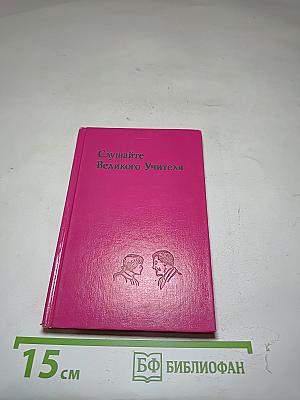 Слушайте
Великого Учителя
15 см
БФ БИБЛИОФАН